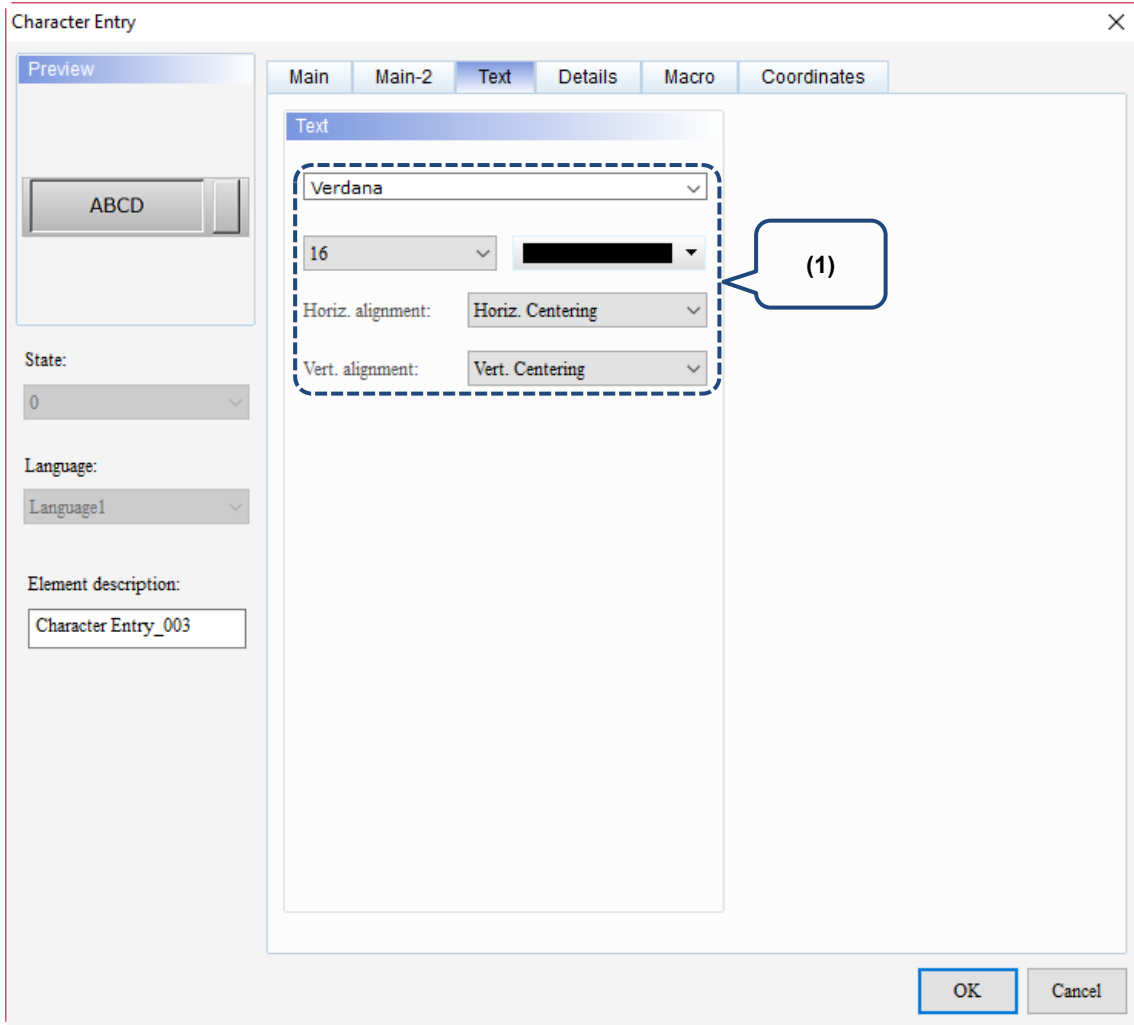 Character Entry
Preview
ABCD
State:
0
Language:
Language1
Element description:
Character Entry_003
Main Main-2 Text Details Macro Coordinates
Text
Verdana
16
Horiz. alignment: Horiz. Centering
Vert. alignment: Vert. Centering
(1)
OK Cancel